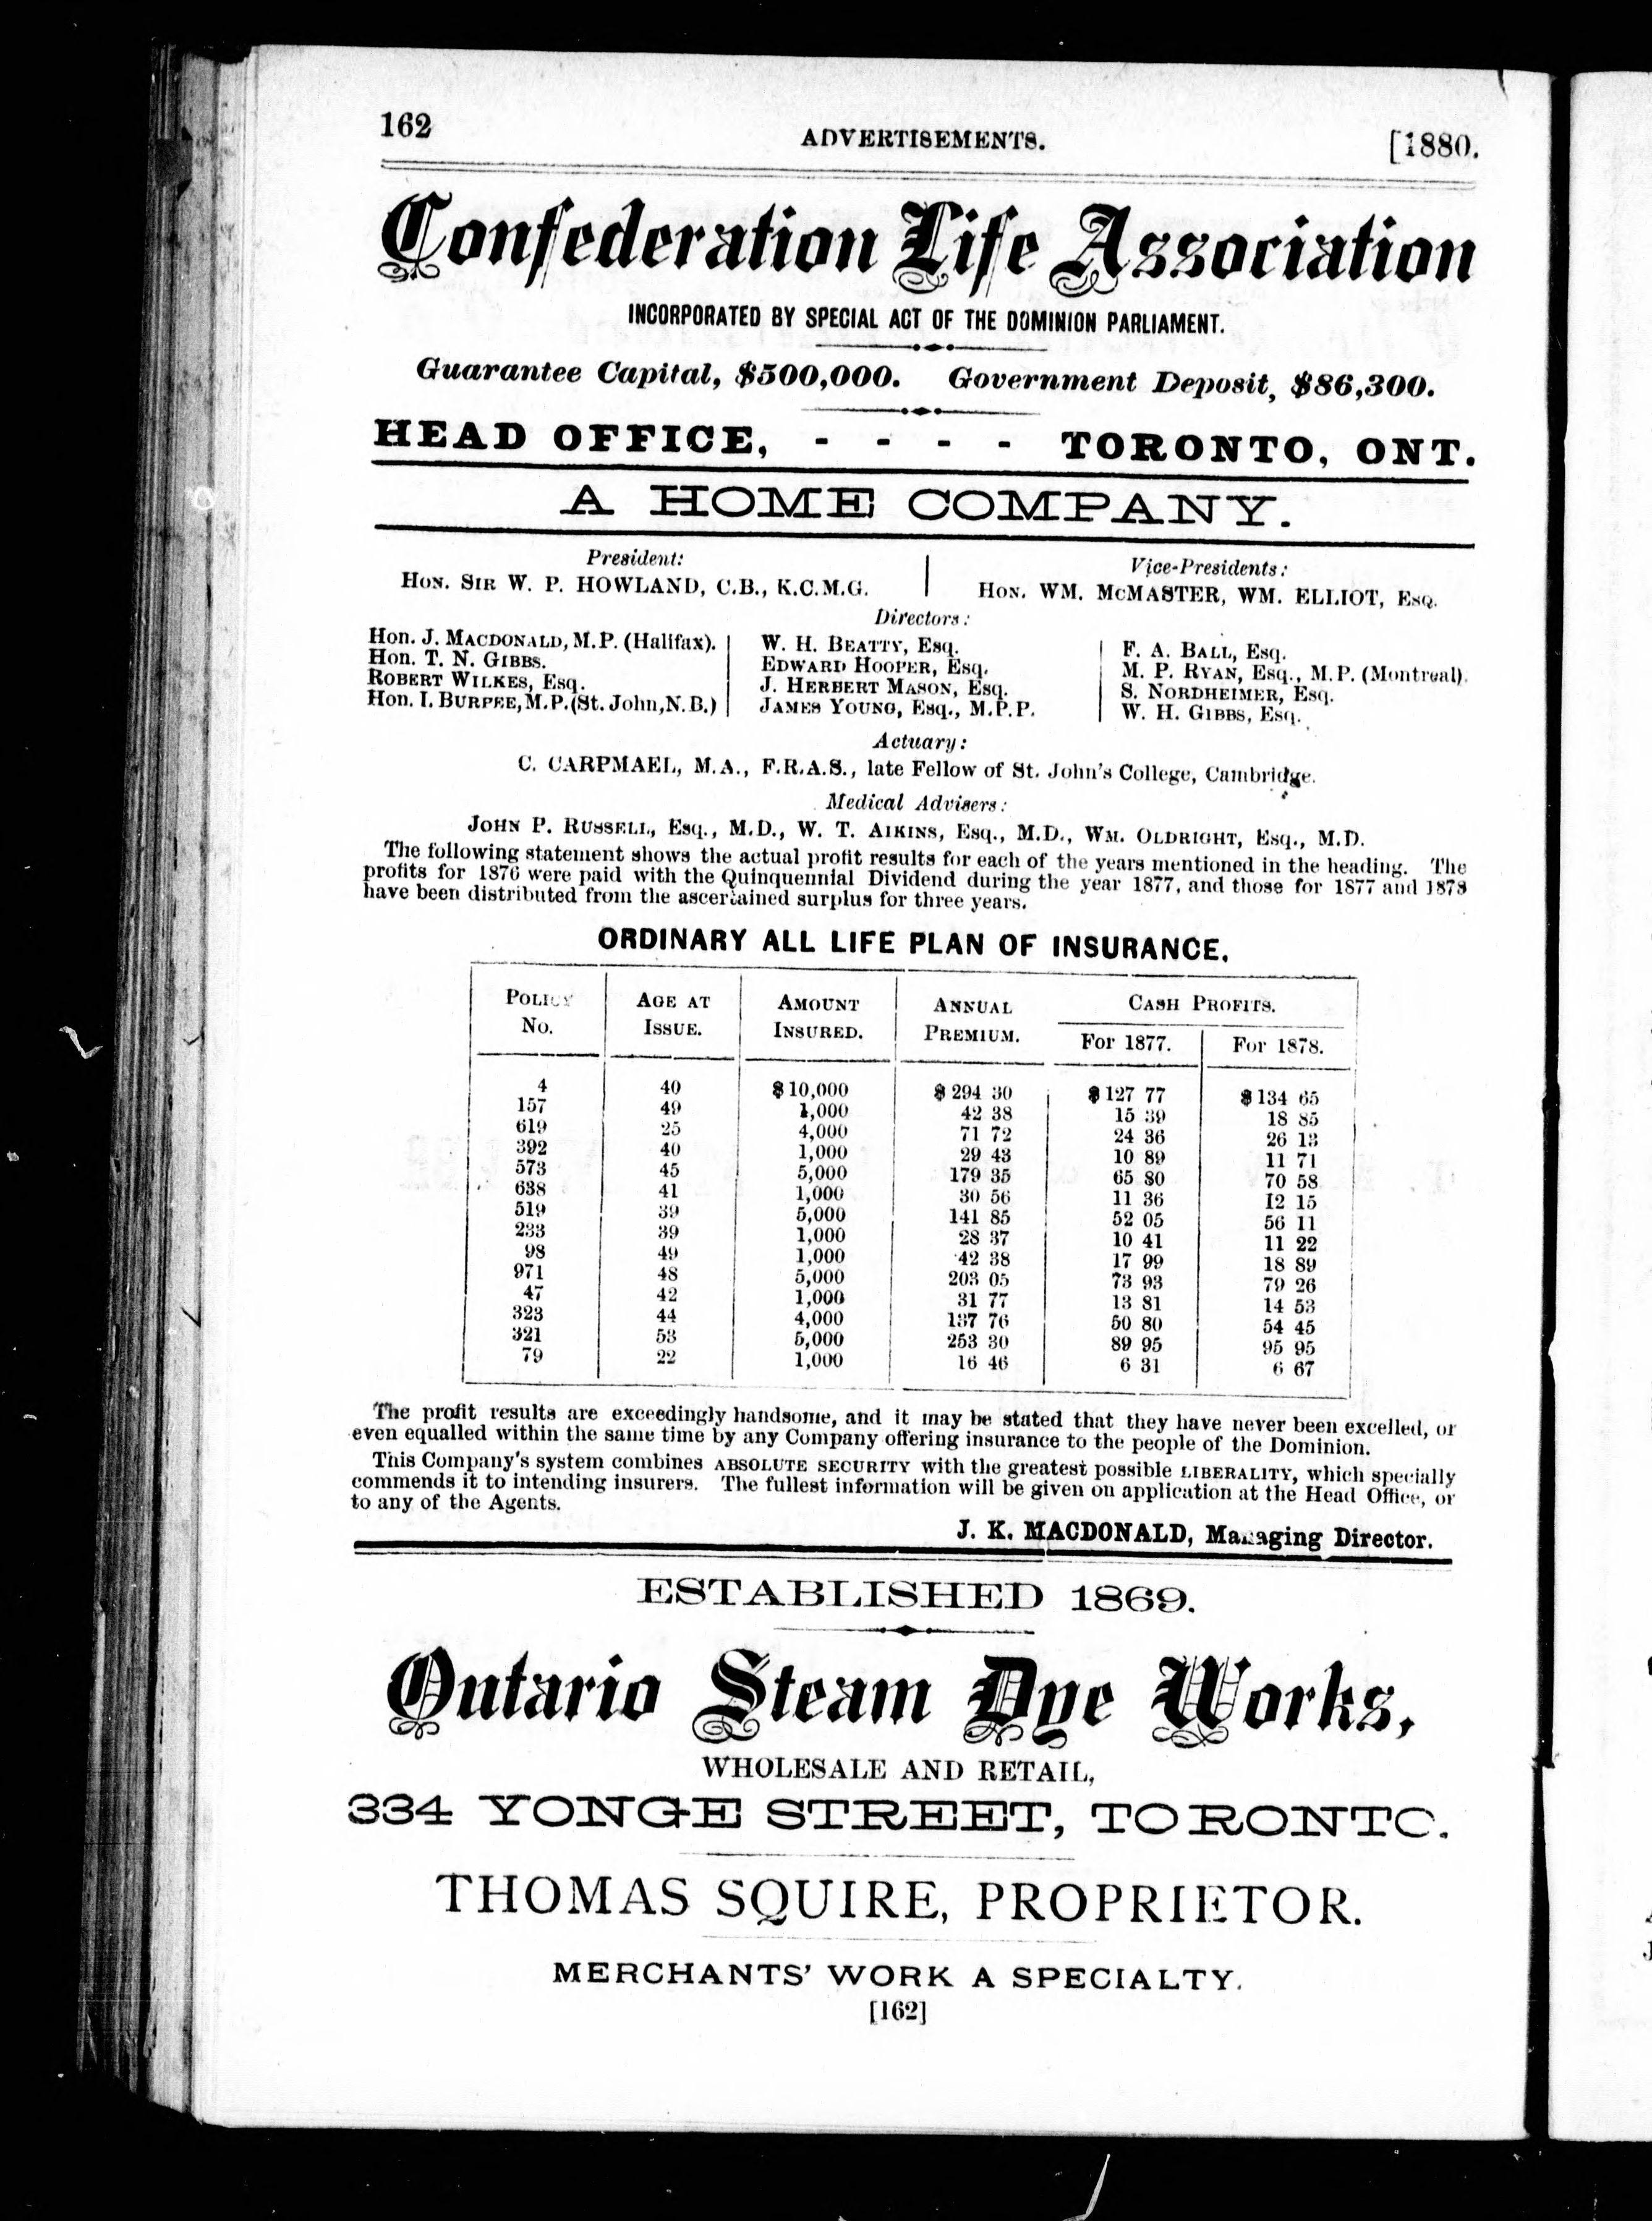 162 ADVERTISEMENTS. [1880.
Confederation Life Association
INCORPORATED BY SPECIAL ACT OF THE DOMINION PARLIAMENT.
Guarantee Capital, $500,000. Government Deposit, $86,300.
HEAD OFFICE, - - - - TORONTO, ONT.
A HOME COMPANY.
President: Vice-Presidents:
HON. SIR W. P. HOWLAND, C.B., K.C.M.G. HON. WM. McMASTER, WM. ELLIOT, ESQ.
Directors:
Hon. J. MACDONALD, M.P. (Halifax). W. H. BEATTY, Esq. F. A. BALL, Esq.
Hon. T. N. GIBBS. EDWARD HOOPER, Esq. M. P. RYAN, Esq., M.P. (Montreal).
ROBERT WILKES, Esq. J. HERBERT MASON, Esq. S. NORDHEIMER, Esq.
Hon. I. BURPEE, M.P. (St. John, N.B.) JAMES YOUNG, Esq., M.P.P. W. H. GIBBS, Esq.
Actuary:
C. CARPMAEL, M.A., F.R.A.S., late Fellow of St. John's College, Cambridge.
Medical Advisers:
JOHN P. RUSSELL, Esq., M.D., W. T. AIKINS, Esq., M.D., WM. OLDRIGHT, Esq., M.D.
The following statement shows the actual profit results for each of the years mentioned in the heading. The
profits for 1876 were paid with the Quinquennial Dividend during the year 1877, and those for 1877 and 1878
have been distributed from the ascertained surplus for three years.
ORDINARY ALL LIFE PLAN OF INSURANCE.
POLICY AGE AT AMOUNT ANNUAL CASH PROFITS.
No. ISSUE. INSURED. PREMIUM. For 1877. For 1878.
4 40 $10,000 $294 30 $127 77 $134 65
157 49 1,000 42 38 15 39 18 85
619 25 4,000 71 72 24 36 26 13
392 40 1,000 29 43 10 89 11 71
573 45 5,000 179 35 65 80 70 58
638 41 1,000 30 56 11 36 12 15
519 39 5,000 141 85 52 05 56 11
233 39 1,000 28 37 10 41 11 22
98 49 1,000 42 38 17 99 18 89
971 48 5,000 203 05 73 93 79 26
47 42 1,000 31 77 13 81 14 53
323 44 4,000 137 76 50 80 54 45
321 53 5,000 253 30 89 95 95 95
79 22 1,000 16 46 6 31 6 67
The profit results are exceedingly handsome, and it may be stated that they have never been excelled, or
even equalled within the same time by any Company offering insurance to the people of the Dominion.
This Company's system combines ABSOLUTE SECURITY with the greatest possible LIBERALITY, which specially
commends it to intending insurers. The fullest information will be given on application at the Head Office, or
to any of the Agents.
J. K. MACDONALD, Managing Director.
ESTABLISHED 1869.
Ontario Steam Dye Works,
WHOLESALE AND RETAIL,
334 YONGE STREET, TORONTO.
THOMAS SQUIRE, PROPRIETOR.
MERCHANTS' WORK A SPECIALTY.
[162]